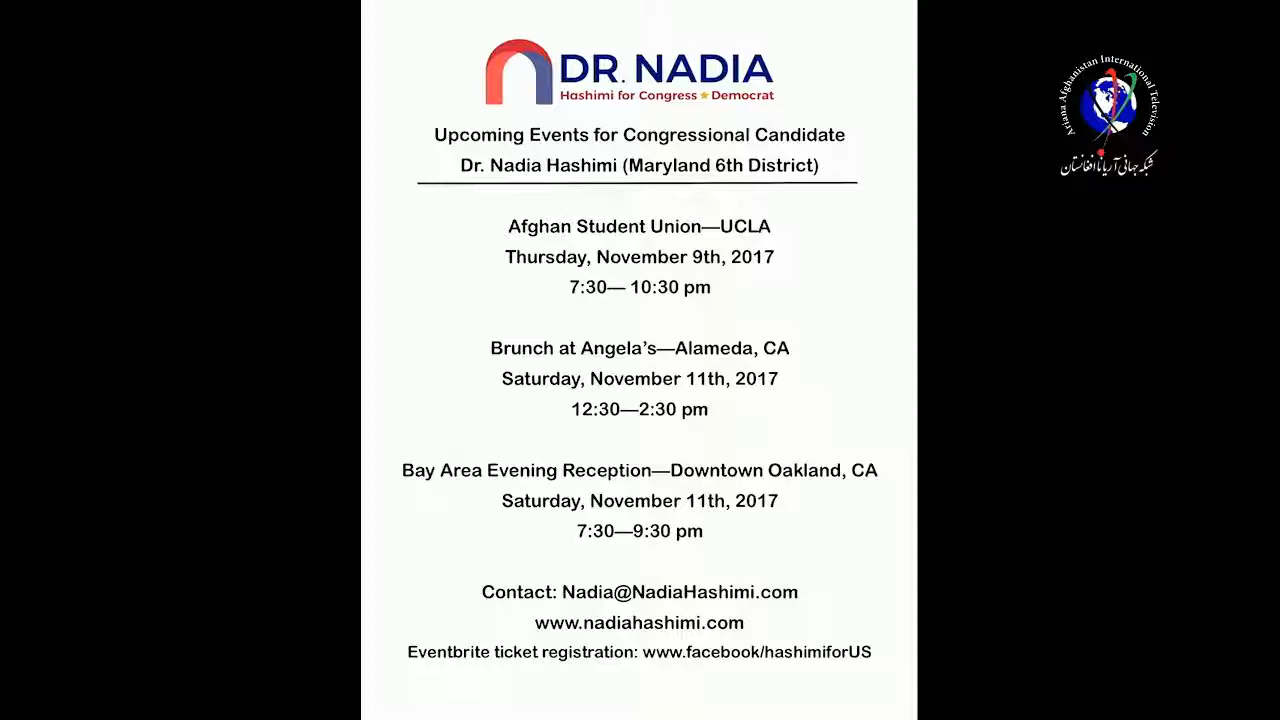 DR. NADIA
Hashimi for Congress ★ Democrat
Upcoming Events for Congressional Candidate
Dr. Nadia Hashimi (Maryland 6th District)
Afghan Student Union—UCLA
Thursday, November 9th, 2017
7:30— 10:30 pm
Brunch at Angela’s—Alameda, CA
Saturday, November 11th, 2017
12:30—2:30 pm
Bay Area Evening Reception—Downtown Oakland, CA
Saturday, November 11th, 2017
7:30—9:30 pm
Contact: Nadia@NadiaHashimi.com
www.nadiahashimi.com
Eventbrite ticket registration: www.facebook/hashimiforUS
Ariana Afghanistan International Television
شبکه جهانی آریانا افغانستان